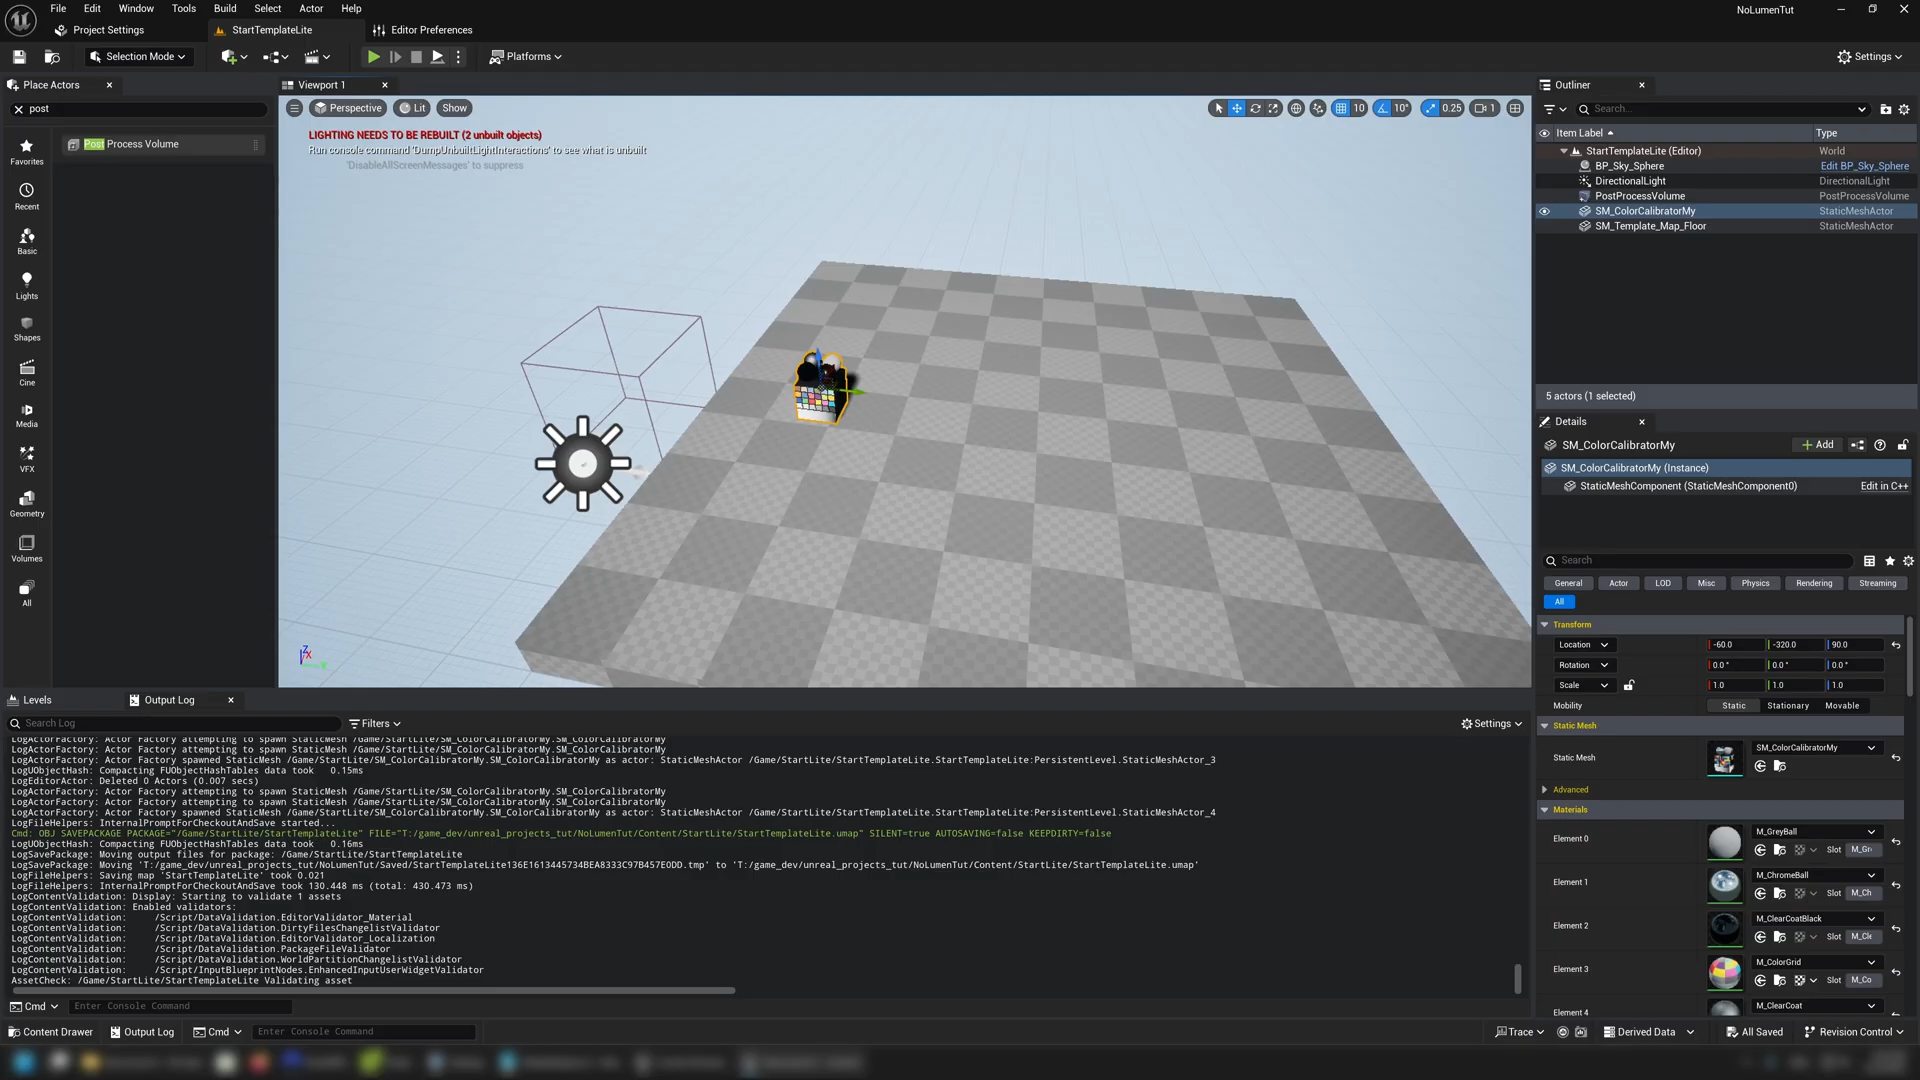 File Edit Window Tools Build Select Actor Help
NoLumenTut
Project Settings StartTemplateLite Editor Preferences
Selection Mode Platforms Settings
Place Actors
post
Post Process Volume
Favorites
Recent
Basic
Lights
Shapes
Cine
Media
VFX
Geometry
Volumes
All
Viewport 1
Perspective Lit Show
10 10° 0.25 1
LIGHTING NEEDS TO BE REBUILT (2 unbuilt objects)
Run console command 'DumpUnbuiltLightInteractions' to see what is unbuilt
'DisableAllScreenMessages' to suppress
Z
X
Outliner
Search...
Item Label Type
StartTemplateLite (Editor) World
BP_Sky_Sphere Edit BP_Sky_Sphere
DirectionalLight DirectionalLight
PostProcessVolume PostProcessVolume
SM_ColorCalibratorMy StaticMeshActor
SM_Template_Map_Floor StaticMeshActor
5 actors (1 selected)
Details
SM_ColorCalibratorMy Add
SM_ColorCalibratorMy (Instance)
StaticMeshComponent (StaticMeshComponent0) Edit in C++
Search
General Actor LOD Misc Physics Rendering Streaming
All
Transform
Location -60.0 -320.0 90.0
Rotation 0.0 ° 0.0 ° 0.0 °
Scale 1.0 1.0 1.0
Mobility Static Stationary Movable
Static Mesh
Static Mesh SM_ColorCalibratorMy
Advanced
Materials
Element 0 M_GreyBall
Slot M_Gr
Element 1 M_ChromeBall
Slot M_Ch
Element 2 M_ClearCoatBlack
Slot M_Cle
Element 3 M_ColorGrid
Slot M_Co
Element 4 M_ClearCoat
Levels Output Log
Search Log Filters Settings
LogActorFactory: Actor Factory attempting to spawn StaticMesh /Game/StartLite/SM_ColorCalibratorMy.SM_ColorCalibratorMy
LogActorFactory: Actor Factory attempting to spawn StaticMesh /Game/StartLite/SM_ColorCalibratorMy.SM_ColorCalibratorMy
LogActorFactory: Actor Factory spawned StaticMesh /Game/StartLite/SM_ColorCalibratorMy.SM_ColorCalibratorMy as actor: StaticMeshActor /Game/StartLite/StartTemplateLite.StartTemplateLite:PersistentLevel.StaticMeshActor_3
LogUObjectHash: Compacting FUObjectHashTables data took   0.15ms
LogEditorActor: Deleted 0 Actors (0.007 secs)
LogActorFactory: Actor Factory attempting to spawn StaticMesh /Game/StartLite/SM_ColorCalibratorMy.SM_ColorCalibratorMy
LogActorFactory: Actor Factory attempting to spawn StaticMesh /Game/StartLite/SM_ColorCalibratorMy.SM_ColorCalibratorMy
LogActorFactory: Actor Factory spawned StaticMesh /Game/StartLite/SM_ColorCalibratorMy.SM_ColorCalibratorMy as actor: StaticMeshActor /Game/StartLite/StartTemplateLite.StartTemplateLite:PersistentLevel.StaticMeshActor_4
LogFileHelpers: InternalPromptForCheckoutAndSave started...
Cmd: OBJ SAVEPACKAGE PACKAGE="/Game/StartLite/StartTemplateLite" FILE="T:/game_dev/unreal_projects_tut/NoLumenTut/Content/StartLite/StartTemplateLite.umap" SILENT=true AUTOSAVING=false KEEPDIRTY=false
LogUObjectHash: Compacting FUObjectHashTables data took   0.16ms
LogSavePackage: Moving output files for package: /Game/StartLite/StartTemplateLite
LogSavePackage: Moving 'T:/game_dev/unreal_projects_tut/NoLumenTut/Saved/StartTemplateLite136E1613445734BEA8333C97B457E0DD.tmp' to 'T:/game_dev/unreal_projects_tut/NoLumenTut/Content/StartLite/StartTemplateLite.umap'
LogFileHelpers: Saving map 'StartTemplateLite' took 0.021
LogFileHelpers: InternalPromptForCheckoutAndSave took 130.448 ms (total: 430.473 ms)
LogContentValidation: Display: Starting to validate 1 assets
LogContentValidation: Enabled validators:
LogContentValidation:     /Script/DataValidation.EditorValidator_Material
LogContentValidation:     /Script/DataValidation.DirtyFilesChangelistValidator
LogContentValidation:     /Script/DataValidation.EditorValidator_Localization
LogContentValidation:     /Script/DataValidation.PackageFileValidator
LogContentValidation:     /Script/DataValidation.WorldPartitionChangelistValidator
LogContentValidation:     /Script/InputBlueprintNodes.EnhancedInputUserWidgetValidator
AssetCheck: /Game/StartLite/StartTemplateLite Validating asset
Cmd Enter Console Command
Content Drawer Output Log Cmd Enter Console Command Trace Derived Data All Saved Revision Control